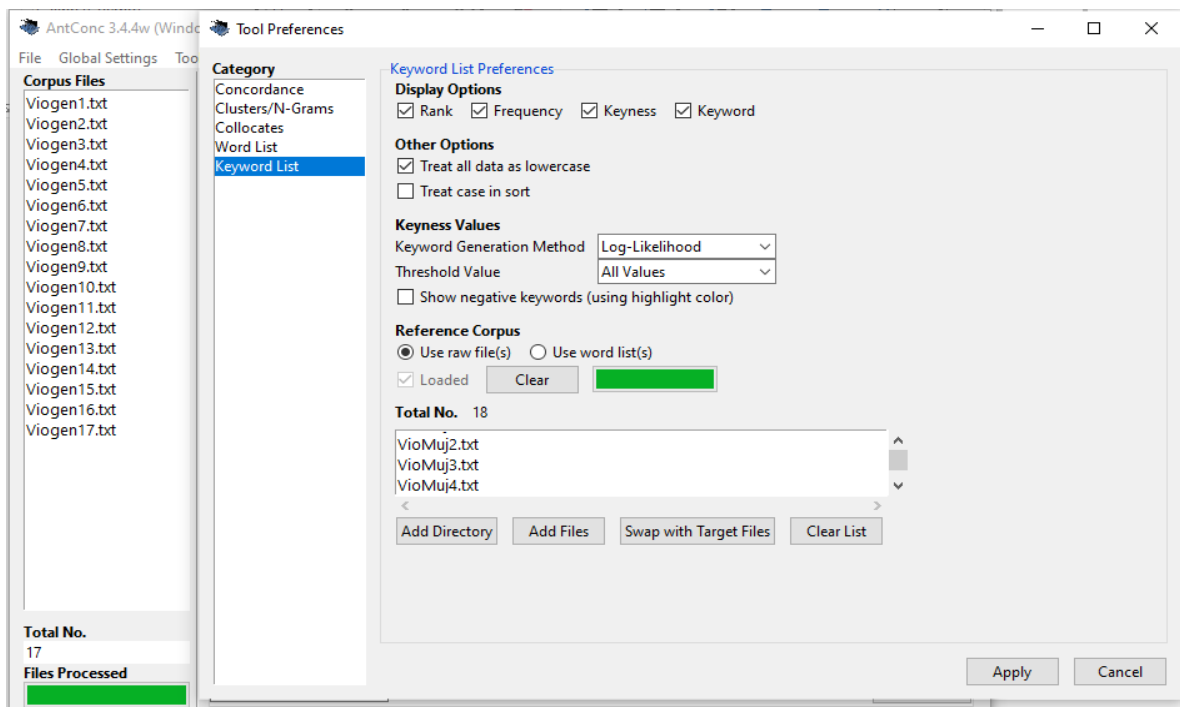 AntConc 3.4.4w (Windo
File Global Settings Too
Corpus Files
Viogen1.txt
Viogen2.txt
Viogen3.txt
Viogen4.txt
Viogen5.txt
Viogen6.txt
Viogen7.txt
Viogen8.txt
Viogen9.txt
Viogen10.txt
Viogen11.txt
Viogen12.txt
Viogen13.txt
Viogen14.txt
Viogen15.txt
Viogen16.txt
Viogen17.txt
Total No.
17
Files Processed
Tool Preferences
Category
Concordance
Clusters/N-Grams
Collocates
Word List
Keyword List
Keyword List Preferences
Display Options
Rank Frequency Keyness Keyword
Other Options
Treat all data as lowercase
Treat case in sort
Keyness Values
Keyword Generation Method Log-Likelihood
Threshold Value All Values
Show negative keywords (using highlight color)
Reference Corpus
Use raw file(s) Use word list(s)
Loaded Clear
Total No. 18
VioMuj2.txt
VioMuj3.txt
VioMuj4.txt
Add Directory Add Files Swap with Target Files Clear List
Apply Cancel